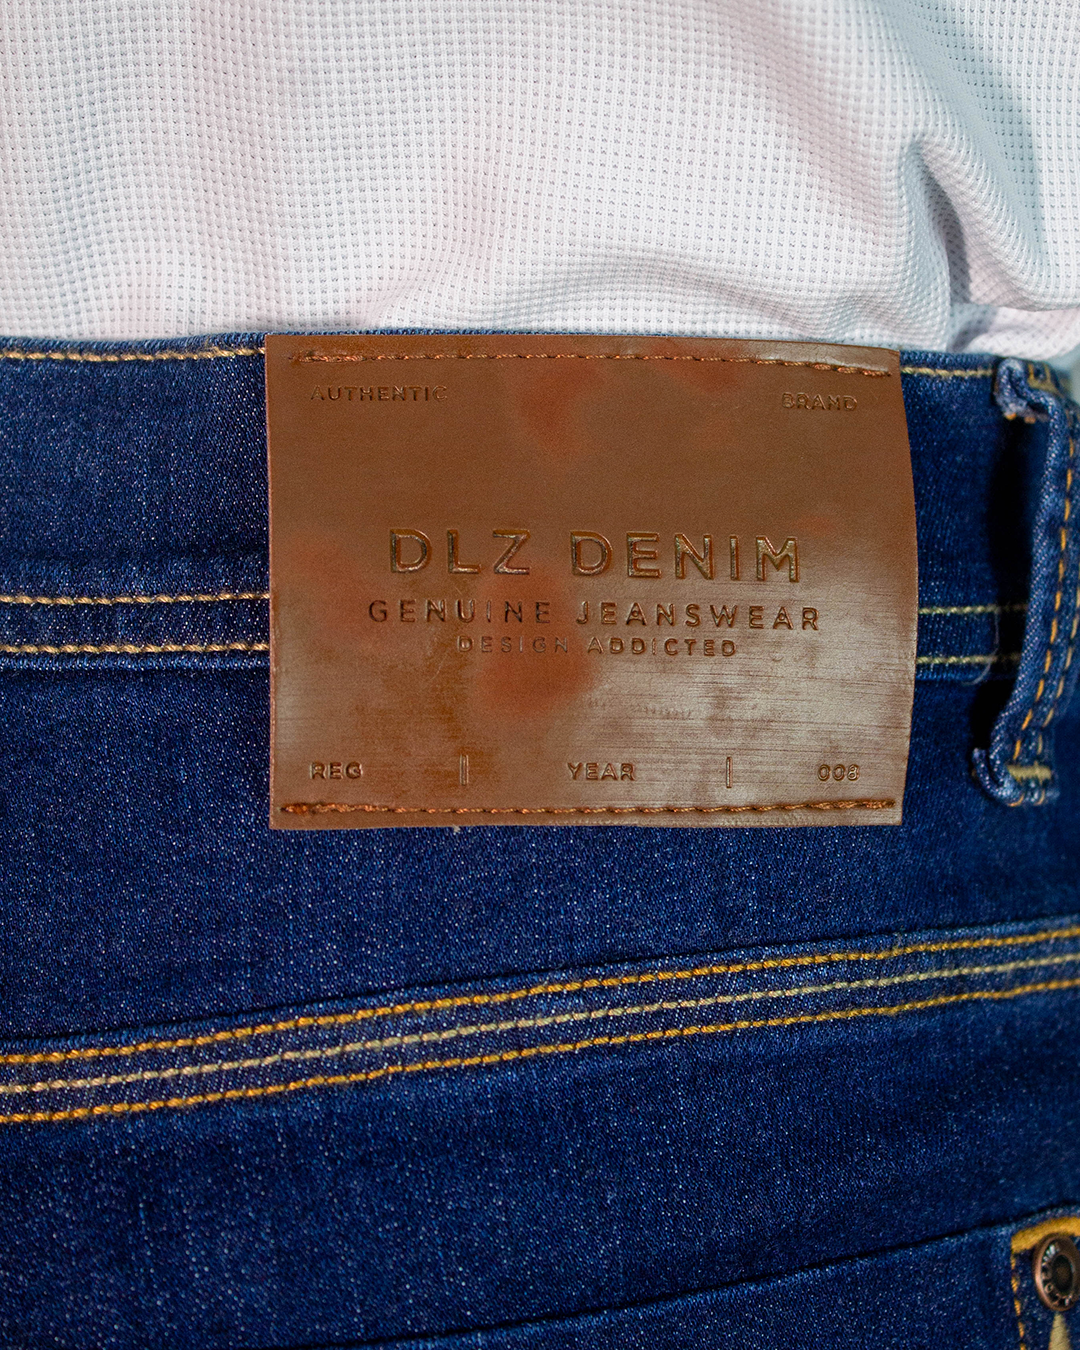 AUTHENTIC BRAND
DLZ DENIM
GENUINE JEANSWEAR
DESIGN ADDICTED
REG | YEAR | 008